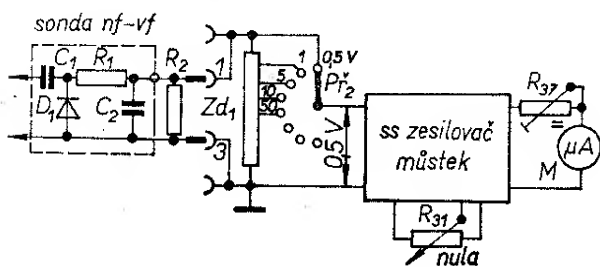 sonda nf-vf
C1
R1
R2
D1
C2
1
3
Zd1
1
5
10
50
0,5 V
Př2
0,5 V
ss zesilovač
můstek
R37
=
μA
M
R31
nula